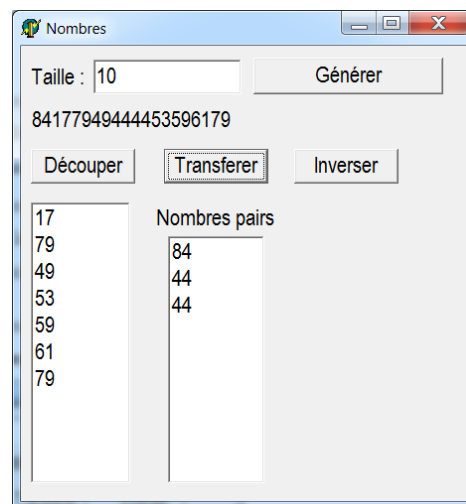 Nombres
Taille : 10 Générer
84177949444453596179
Découper Transferer Inverser
17
79
49
53
59
61
79
Nombres pairs
84
44
44